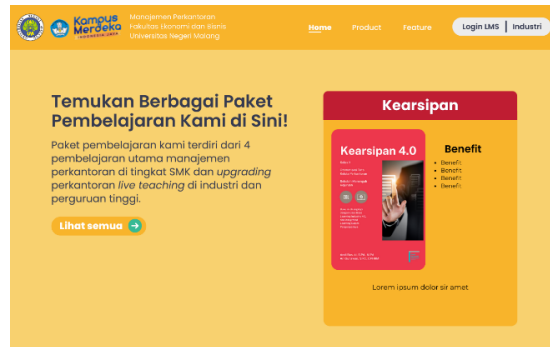 Kampus
Merdeka
INDONESIA JAYA
Manajemen Perkantoran
Fakultas Ekonomi dan Bisnis
Universitas Negeri Malang
Home
Product
Feature
Login LMS | Industri
Temukan Berbagai Paket
Pembelajaran Kami di Sini!
Paket pembelajaran kami terdiri dari 4
pembelajaran utama manajemen
perkantoran di tingkat SMK dan upgrading
perkantoran live teaching di industri dan
perguruan tinggi.
Lihat semua
Kearsipan
Kearsipan 4.0
Benefit
Benefit
Benefit
Benefit
Benefit
Lorem ipsum dolor sir amet